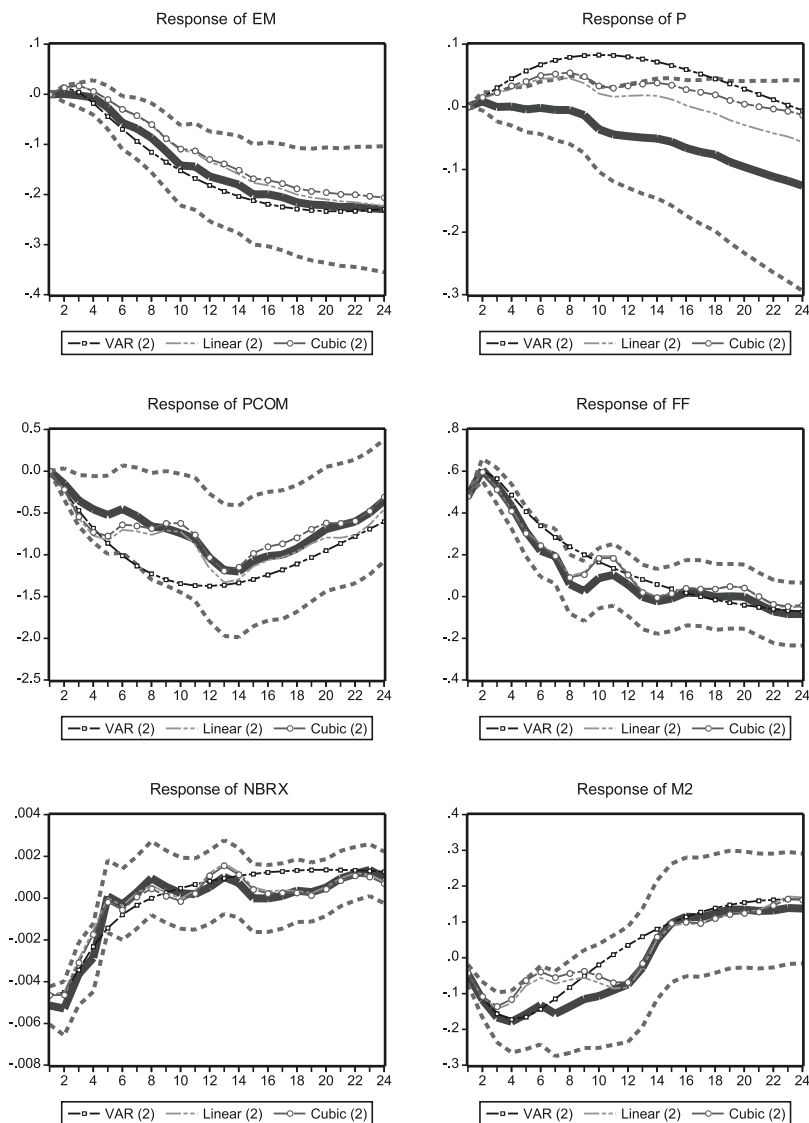 Response of EM
.1
.0
-.1
-.2
-.3
-.4
2 4 6 8 10 12 14 16 18 20 22 24
VAR (2) Linear (2) Cubic (2)
Response of P
.1
.0
-.1
-.2
-.3
2 4 6 8 10 12 14 16 18 20 22 24
VAR (2) Linear (2) Cubic (2)
Response of PCOM
0.5
0.0
-0.5
-1.0
-1.5
-2.0
-2.5
2 4 6 8 10 12 14 16 18 20 22 24
VAR (2) Linear (2) Cubic (2)
Response of FF
.8
.6
.4
.2
.0
-.2
-.4
2 4 6 8 10 12 14 16 18 20 22 24
VAR (2) Linear (2) Cubic (2)
Response of NBRX
.004
.002
.000
-.002
-.004
-.006
-.008
2 4 6 8 10 12 14 16 18 20 22 24
VAR (2) Linear (2) Cubic (2)
Response of M2
.4
.3
.2
.1
.0
-.1
-.2
-.3
2 4 6 8 10 12 14 16 18 20 22 24
VAR (2) Linear (2) Cubic (2)